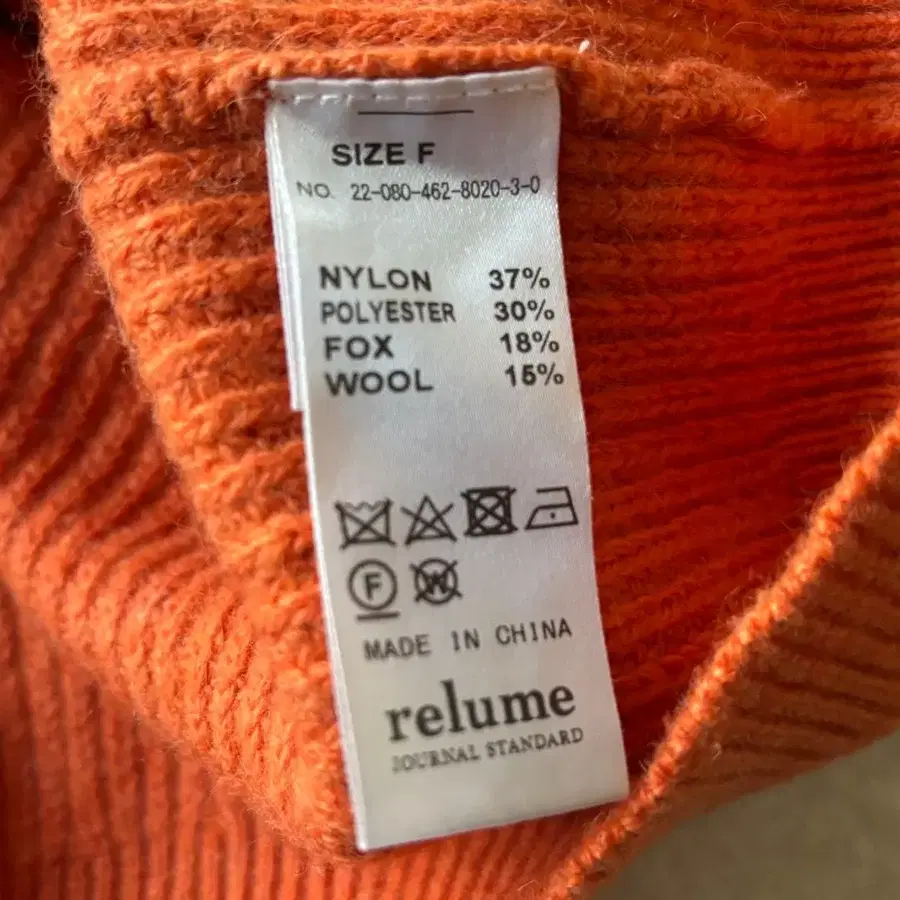 SIZE F
NO. 22-080-462-8020-3-0
NYLON 37%
POLYESTER 30%
FOX 18%
WOOL 15%
F W
MADE IN CHINA
relume
JOURNAL STANDARD